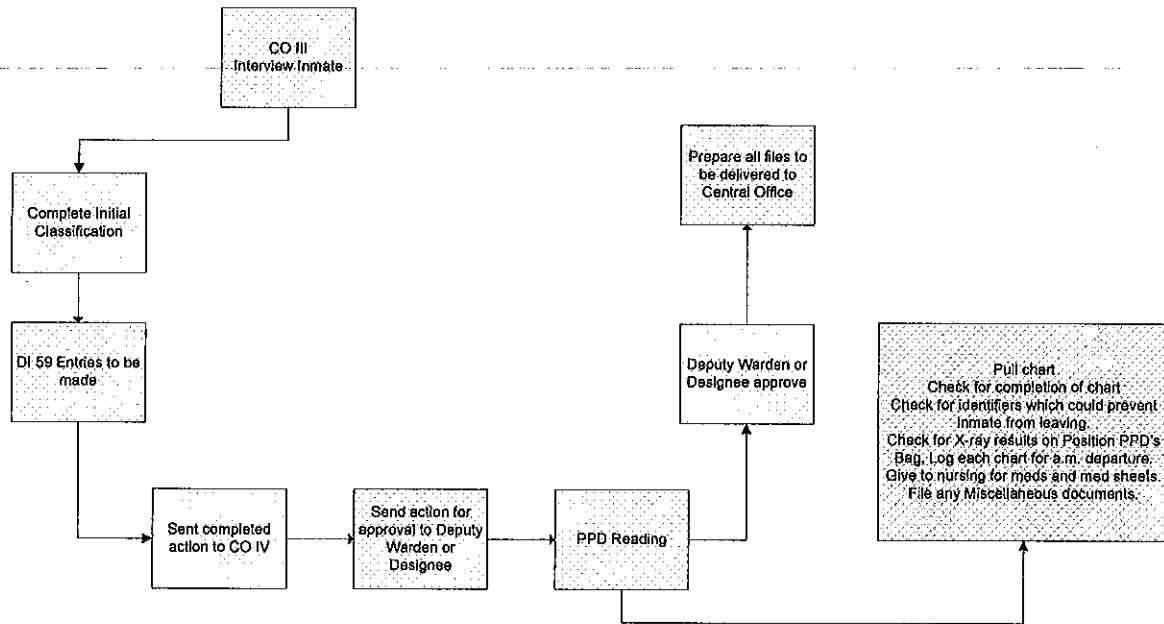 CO III
Interview Inmate
Complete Initial
Classification
DI 59 Entries to be
made
Sent completed
action to CO IV
Send action for
approval to Deputy
Warden or
Designee
PPD Reading
Deputy Warden or
Designee approve
Prepare all files to
be delivered to
Central Office
Pull chart
Check for completion of chart
Check for identifiers which could prevent
Inmate from leaving.
Check for X-ray results on Position PPD's
Bag, Log each chart for a.m. departure.
Give to nursing for meds and med sheets.
File any Miscellaneous documents.